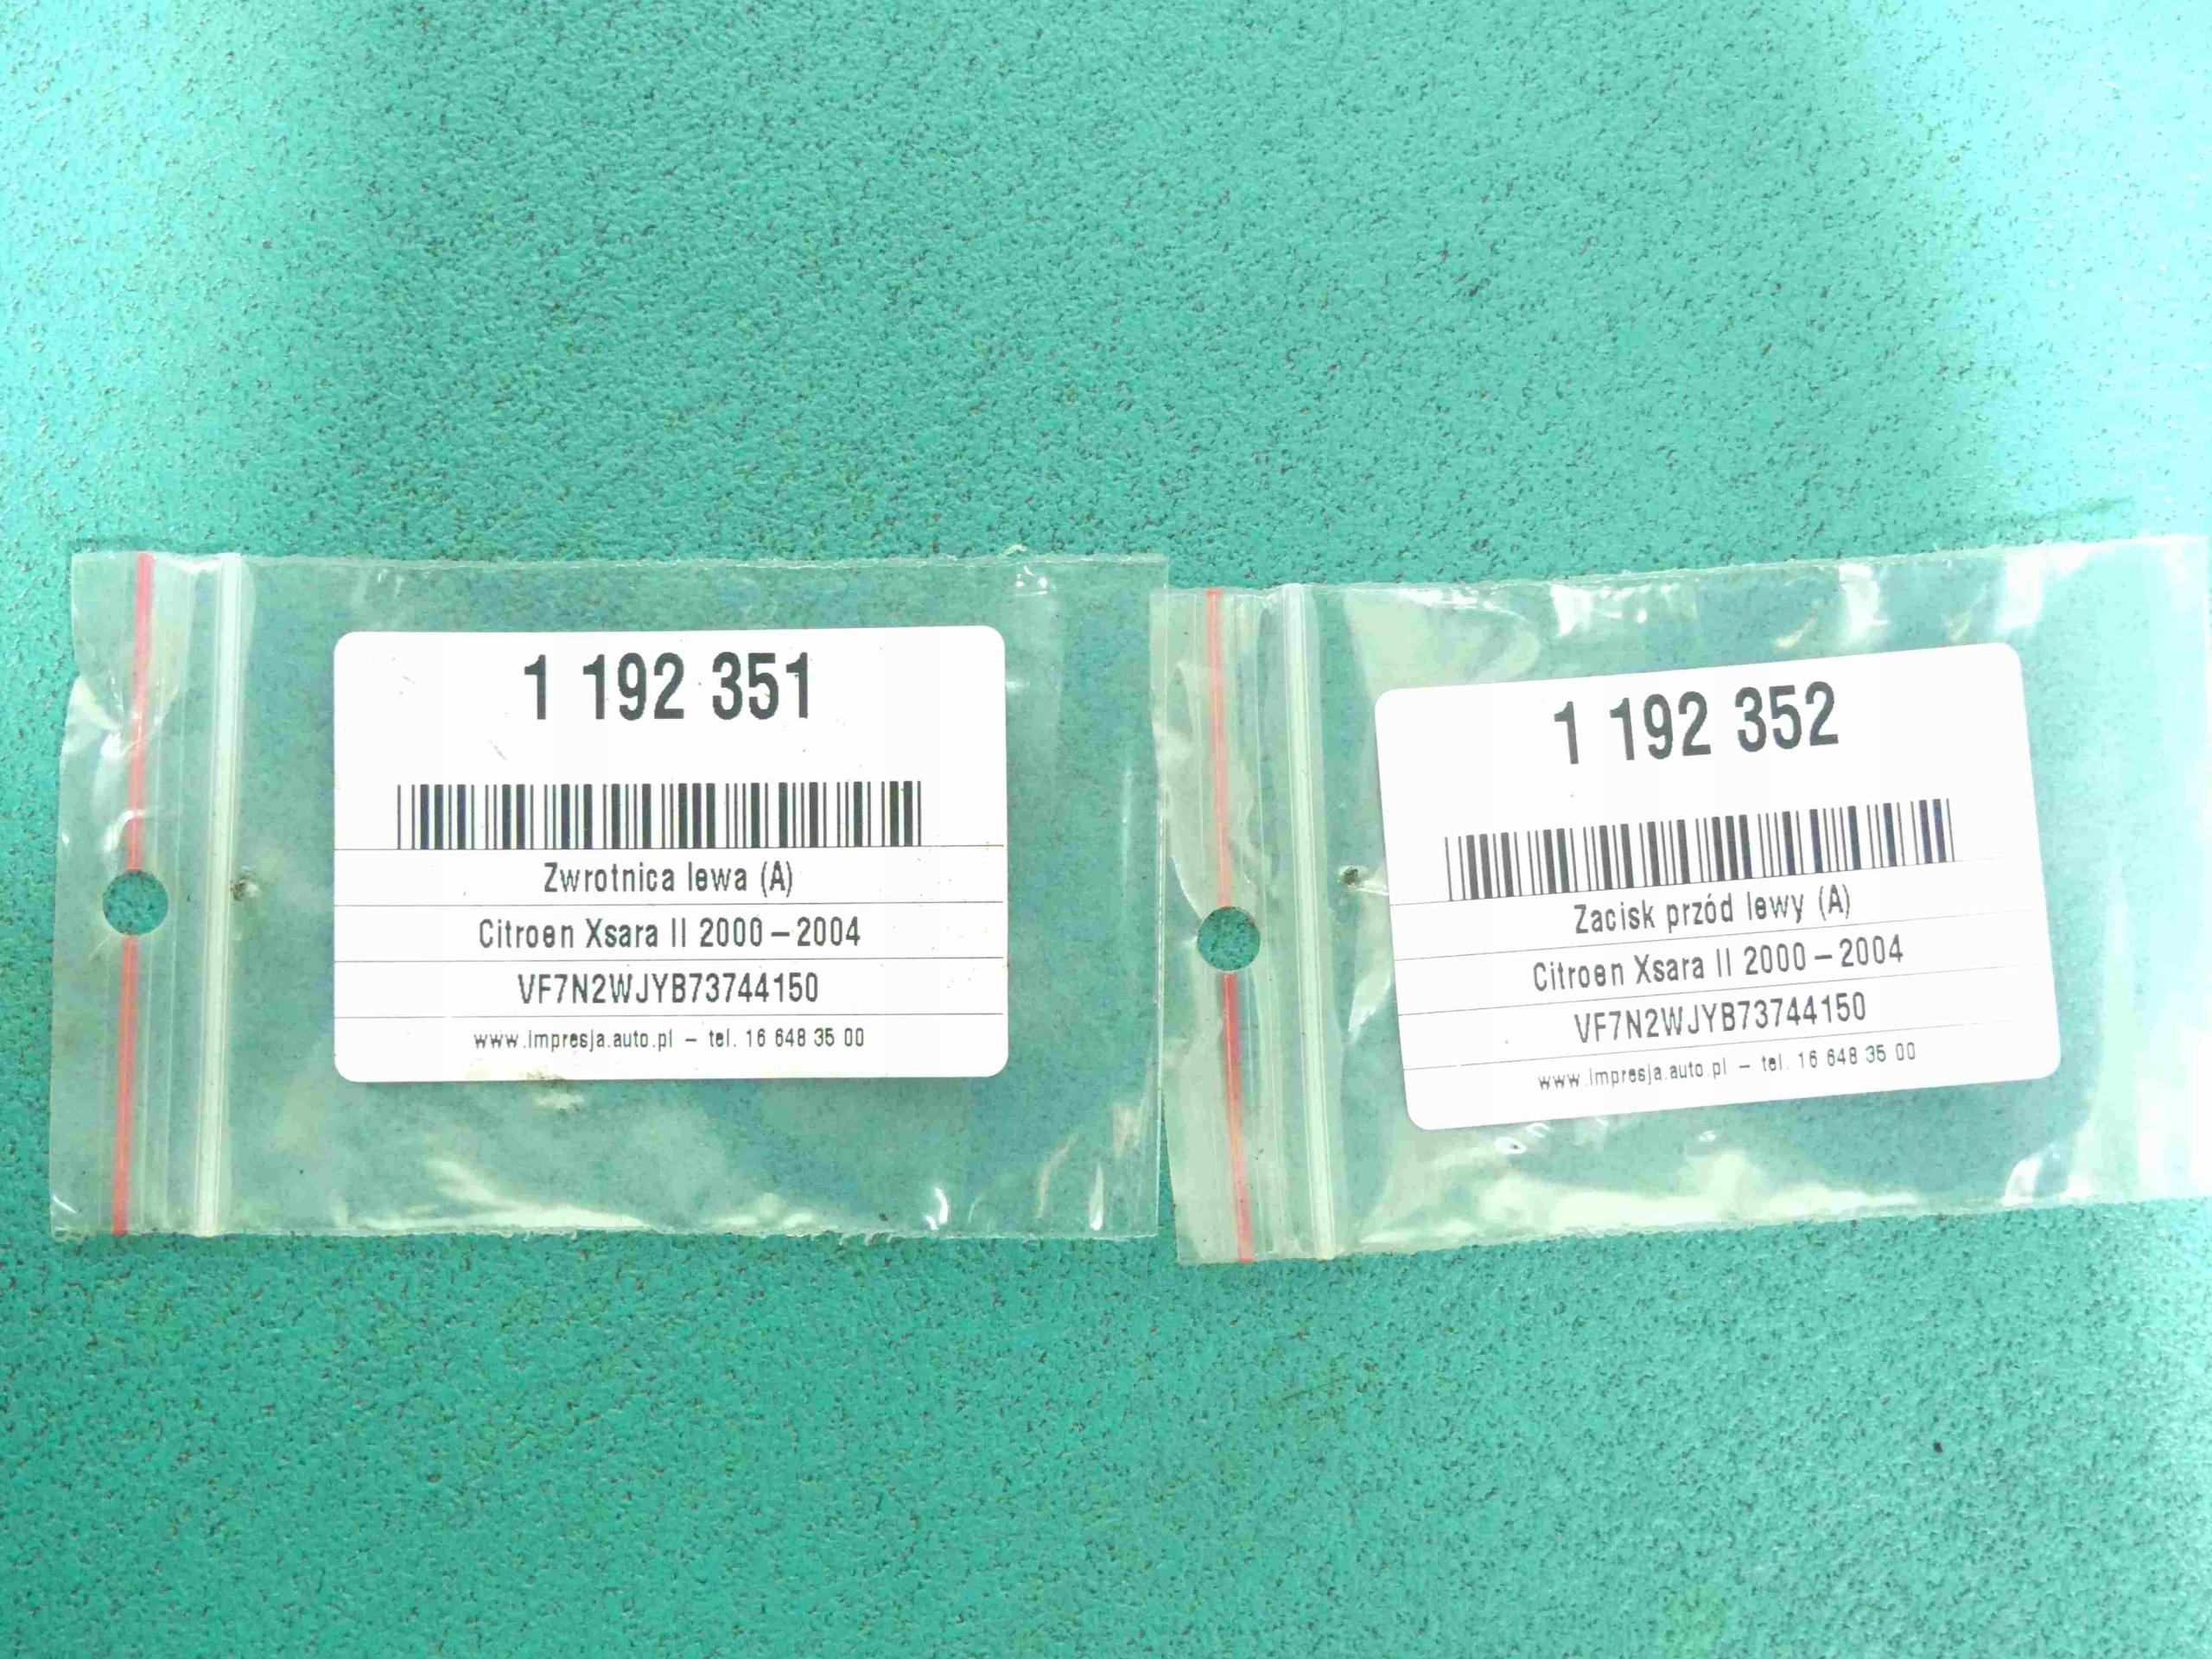 1 192 351
Zwrotnica lewa (A)
Citroen Xsara II 2000 – 2004
VF7N2WJYB73744150
www.impresja.auto.pl – tel. 16 648 35 00
1 192 352
Zacisk przód lewy (A)
Citroen Xsara II 2000 – 2004
VF7N2WJYB73744150
www.impresja.auto.pl – tel. 16 648 35 00